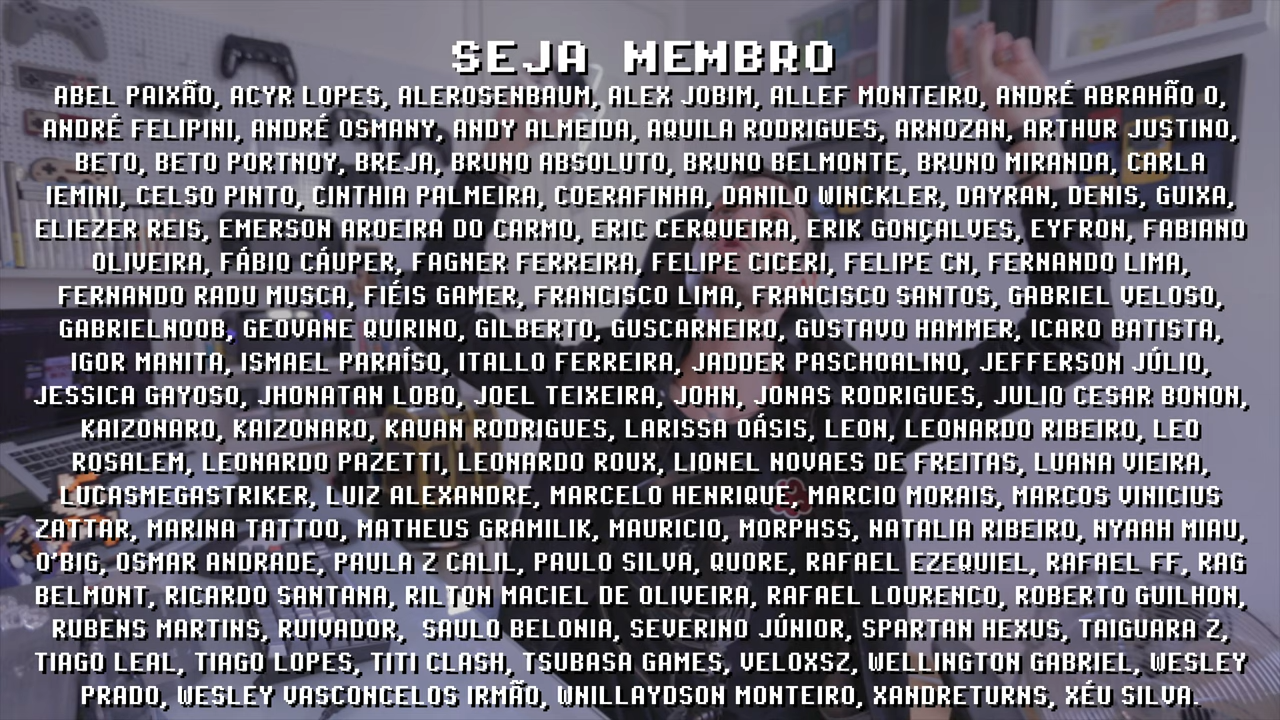 SEJA MEMBRO
ABEL PAIXÃO, ACYR LOPES, ALEROSENBAUM, ALEX JOBIM, ALLEF MONTEIRO, ANDRÉ ABRAHÃO O,
ANDRÉ FELIPINI, ANDRÉ OSMANY, ANDY ALMEIDA, AQUILA RODRIGUES, ARNOZAN, ARTHUR JUSTINO,
BETO, BETO PORTNOY, BREJA, BRUNO ABSOLUTO, BRUNO BELMONTE, BRUNO MIRANDA, CARLA
IEMINI, CELSO PINTO, CINTHIA PALMEIRA, COERAFINHA, DANILO WINCKLER, DAYRAN, DENIS, GUIXA,
ELIEZER REIS, EMERSON AROEIRA DO CARMO, ERIC CERQUEIRA, ERIK GONÇALVES, EYFRON, FABIANO
OLIVEIRA, FÁBIO CÁUPER, FAGNER FERREIRA, FELIPE CICERI, FELIPE CN, FERNANDO LIMA,
FERNANDO RADU MUSCA, FIÉIS GAMER, FRANCISCO LIMA, FRANCISCO SANTOS, GABRIEL VELOSO,
GABRIELNOOB, GEOVANE QUIRINO, GILBERTO, GUSCARNEIRO, GUSTAVO HAMMER, ICARO BATISTA,
IGOR MANITA, ISMAEL PARAÍSO, ITALLO FERREIRA, JADDER PASCHOALINO, JEFFERSON JÚLIO,
JESSICA GAYOSO, JHONATAN LOBO, JOEL TEIXEIRA, JOHN, JONAS RODRIGUES, JULIO CESAR BONON,
KAIZONARO, KAIZONARO, KAUAN RODRIGUES, LARISSA OÁSIS, LEON, LEONARDO RIBEIRO, LEO
ROSALEM, LEONARDO PAZETTI, LEONARDO ROUX, LIONEL NOVAES DE FREITAS, LUANA VIEIRA,
LUCASMEGASTRIKER, LUIZ ALEXANDRE, MARCELO HENRIQUE, MARCIO MORAIS, MARCOS VINICIUS
ZATTAR, MARINA TATTOO, MATHEUS GRAMILIK, MAURICIO, MORPHSS, NATALIA RIBEIRO, NYAAH MIAU,
O'BIG, OSMAR ANDRADE, PAULA Z CALIL, PAULO SILVA, QUORE, RAFAEL EZEQUIEL, RAFAEL FF, RAG
BELMONT, RICARDO SANTANA, RILTON MACIEL DE OLIVEIRA, RAFAEL LOURENCO, ROBERTO GUILHON,
RUBENS MARTINS, RUIVADOR, SAULO BELONIA, SEVERINO JÚNIOR, SPARTAN HEXUS, TAIGUARA Z,
TIAGO LEAL, TIAGO LOPES, TITI CLASH, TSUBASA GAMES, VELOXSZ, WELLINGTON GABRIEL, WESLEY
PRADO, WESLEY VASCONCELOS IRMÃO, WNILLAYDSON MONTEIRO, XANDRETURNS, XÉU SILVA.